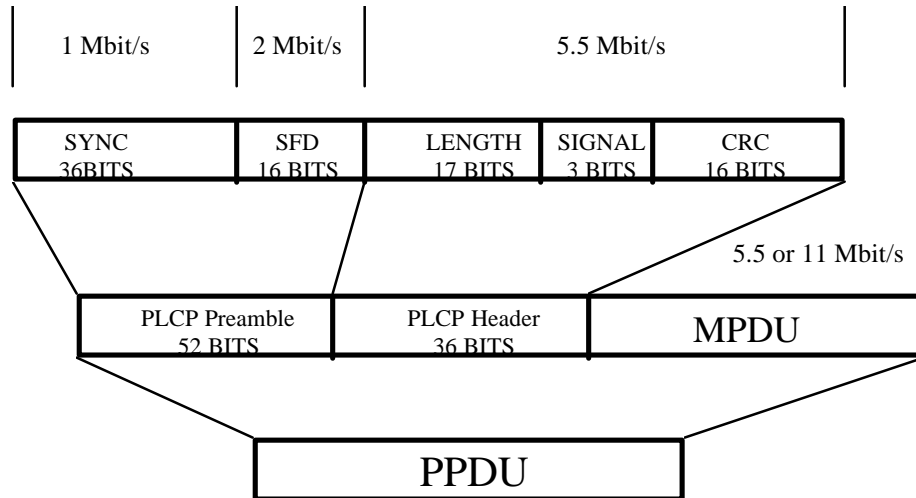 1 Mbit/s 2 Mbit/s 5.5 Mbit/s
SYNC SFD LENGTH SIGNAL CRC
36BITS 16 BITS 17 BITS 3 BITS 16 BITS
5.5 or 11 Mbit/s
PLCP Preamble PLCP Header MPDU
52 BITS 36 BITS
PPDU